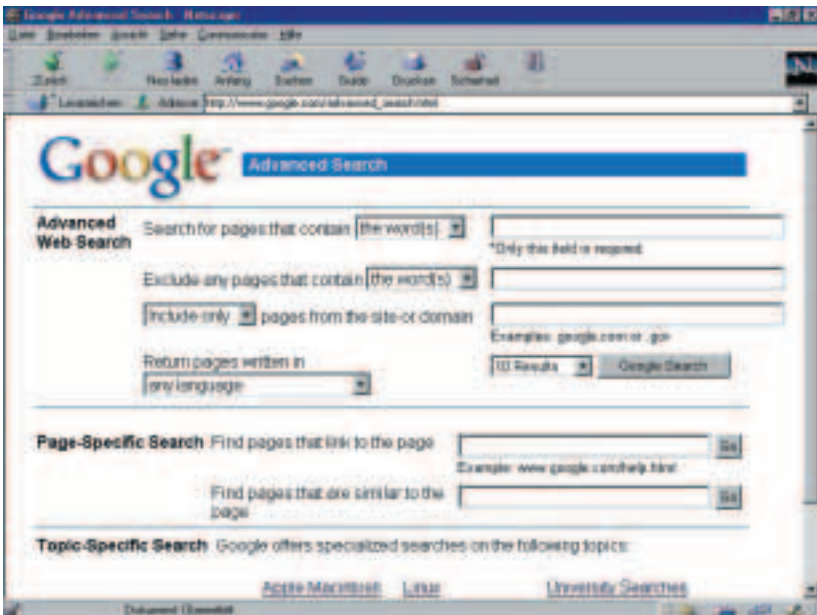 Google Advanced Search - Netscape
Datei Bearbeiten Ansicht Gehe Communicator Hilfe
Zurück Neu laden Anfang Suchen Guide Drucken Sicherheit
Lesezeichen Adresse http://www.google.com/advanced_search.html
Google Advanced Search
Advanced Web Search
Search for pages that contain the word(s)
*Only this field is required.
Exclude any pages that contain the word(s)
Include only pages from the site or domain
Examples: google.com or .gov
Return pages written in
any language
10 Results Google Search
Page-Specific Search Find pages that link to the page Go
Example: www.google.com/help.html
Find pages that are similar to the page Go
Topic-Specific Search Google offers specialized searches on the following topics:
Apple Macintosh Linux University Searches
Dokument Übermittelt